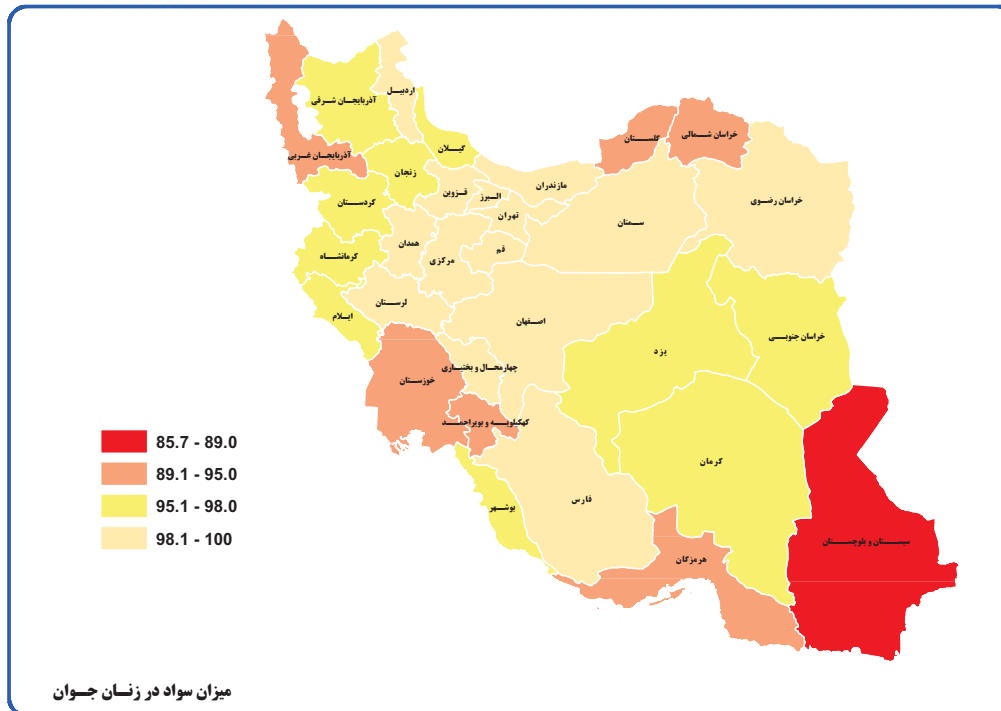 اردبیل
آذربایجان شرقی
گلستان
خراسان شمالی
گیلان
آذربایجان غربی
زنجان
مازندران
قزوین
البرز
خراسان رضوی
کردستان
تهران
سمنان
همدان
قم
مرکزی
کرمانشاه
لرستان
ایلام
اصفهان
خراسان جنوبی
یزد
چهارمحال و بختیاری
خوزستان
کهکیلویه و بویراحمد
کرمان
فارس
بوشهر
سیستان و بلوچستان
هرمزگان
85.7 - 89.0
89.1 - 95.0
95.1 - 98.0
98.1 - 100
میزان سواد در زنان جوان